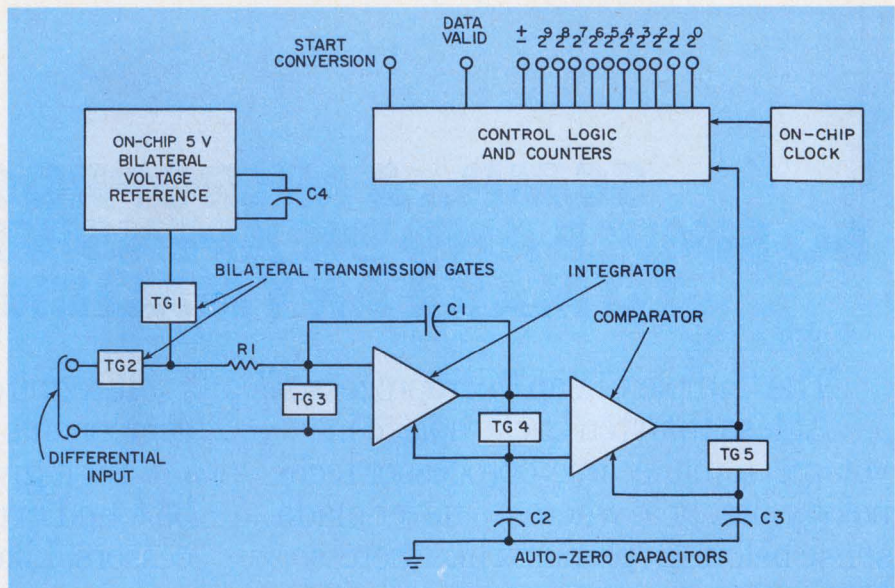 START
CONVERSION
DATA
VALID
± 2⁹ 2⁸ 2⁷ 2⁶ 2⁵ 2⁴ 2³ 2² 2¹ 2⁰
ON-CHIP 5 V
BILATERAL
VOLTAGE
REFERENCE
C4
CONTROL LOGIC
AND COUNTERS
ON-CHIP
CLOCK
BILATERAL TRANSMISSION GATES
INTEGRATOR
TG1
C1
COMPARATOR
TG2
R1
TG3
TG4
TG5
DIFFERENTIAL
INPUT
C2
C3
AUTO-ZERO CAPACITORS